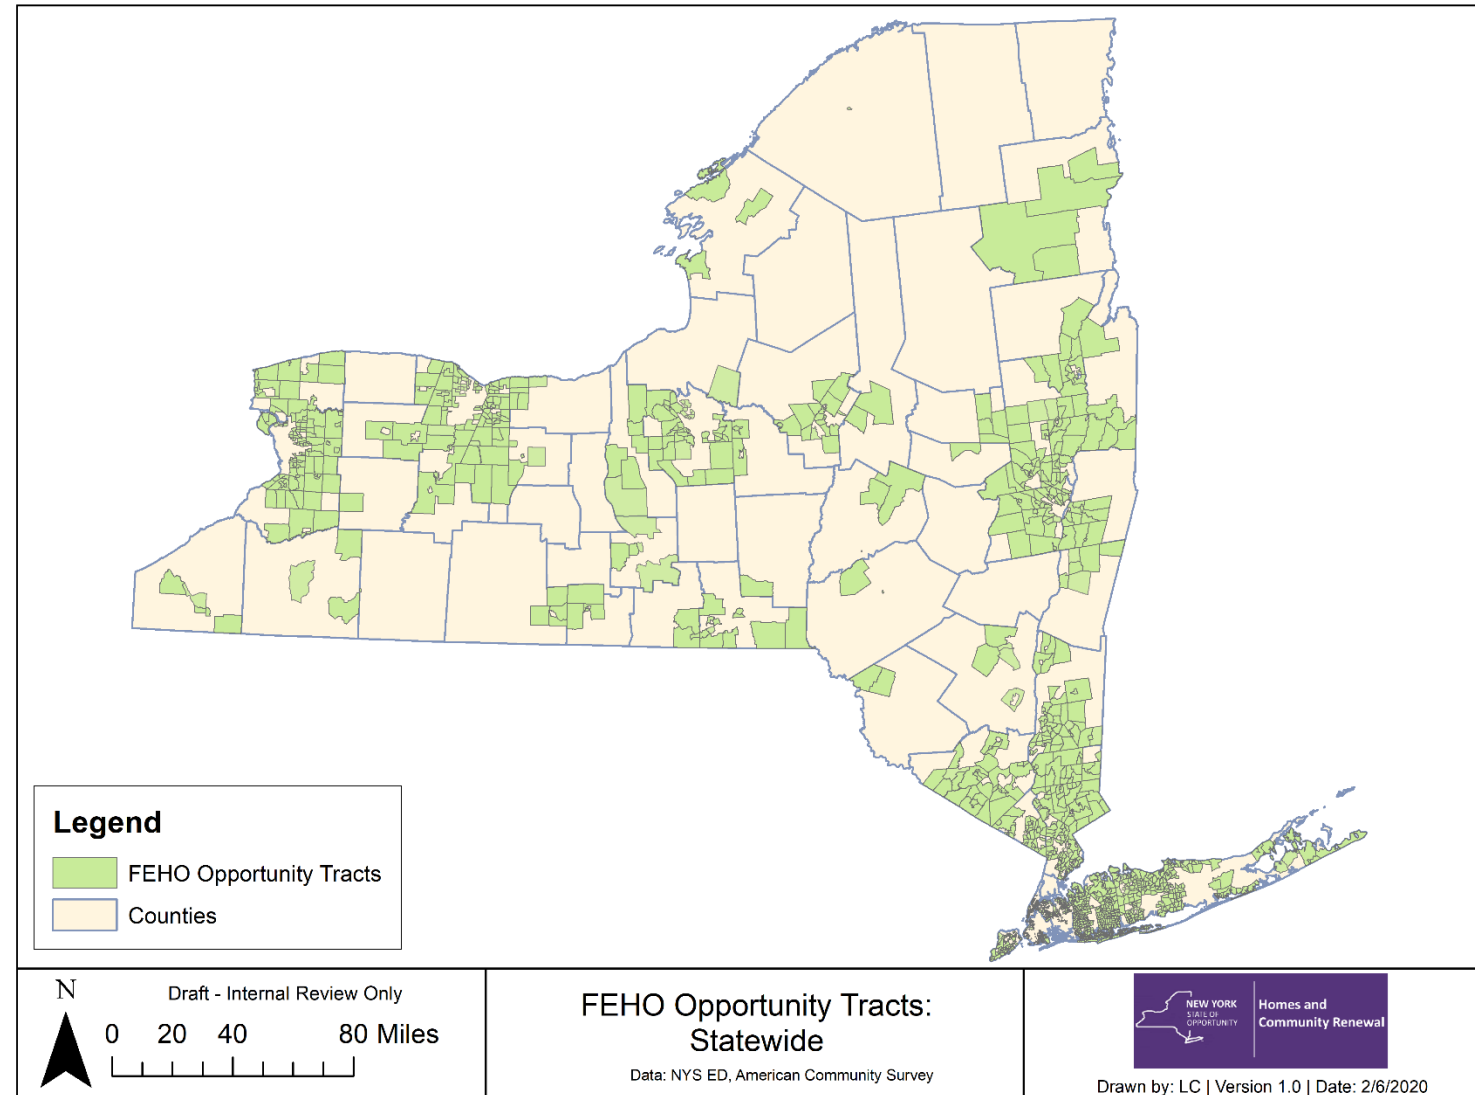 Legend
FEHO Opportunity Tracts
Counties
N
Draft - Internal Review Only
0 20 40 80 Miles
FEHO Opportunity Tracts:
Statewide
Data: NYS ED, American Community Survey
NEW YORK
STATE OF
OPPORTUNITY
Homes and
Community Renewal
Drawn by: LC | Version 1.0 | Date: 2/6/2020